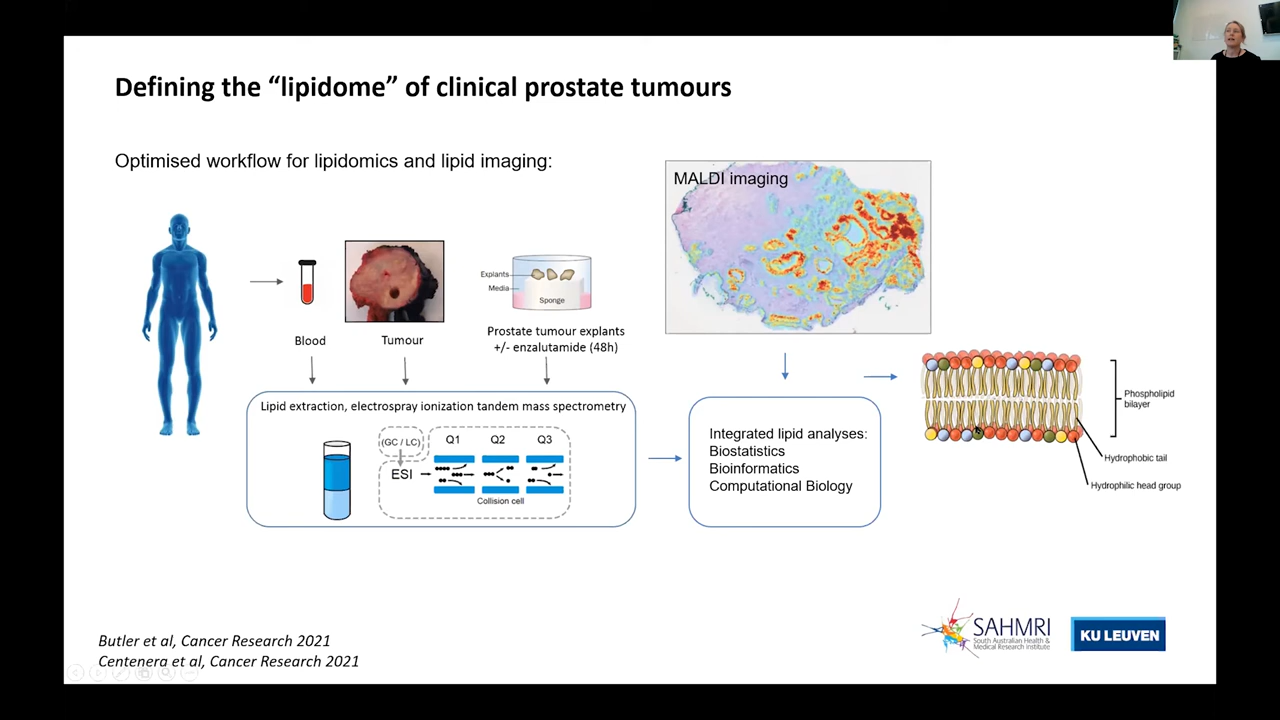 Defining the “lipidome” of clinical prostate tumours
Optimised workflow for lipidomics and lipid imaging:
MALDI imaging
Explants
Media
Sponge
Blood
Tumour
Prostate tumour explants
+/- enzalutamide (48h)
Lipid extraction, electrospray ionization tandem mass spectrometry
(GC / LC)
Q1
Q2
Q3
ESI
Collision cell
Integrated lipid analyses:
Biostatistics
Bioinformatics
Computational Biology
Phospholipid
bilayer
Hydrophobic tail
Hydrophilic head group
Butler et al, Cancer Research 2021
Centenera et al, Cancer Research 2021
SAHMRI
South Australian Health &
Medical Research Institute
KU LEUVEN